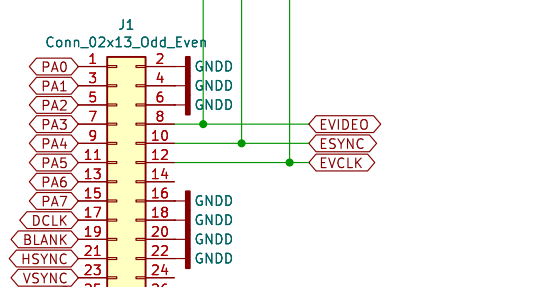 J1
Conn_02x13_Odd_Even
PA0 1 2 GNDD
PA1 3 4 GNDD
PA2 5 6 GNDD
PA3 7 8 EVIDEO
PA4 9 10 ESYNC
PA5 11 12 EVCLK
PA6 13 14
PA7 15 16 GNDD
DCLK 17 18 GNDD
BLANK 19 20 GNDD
HSYNC 21 22 GNDD
VSYNC 23 24